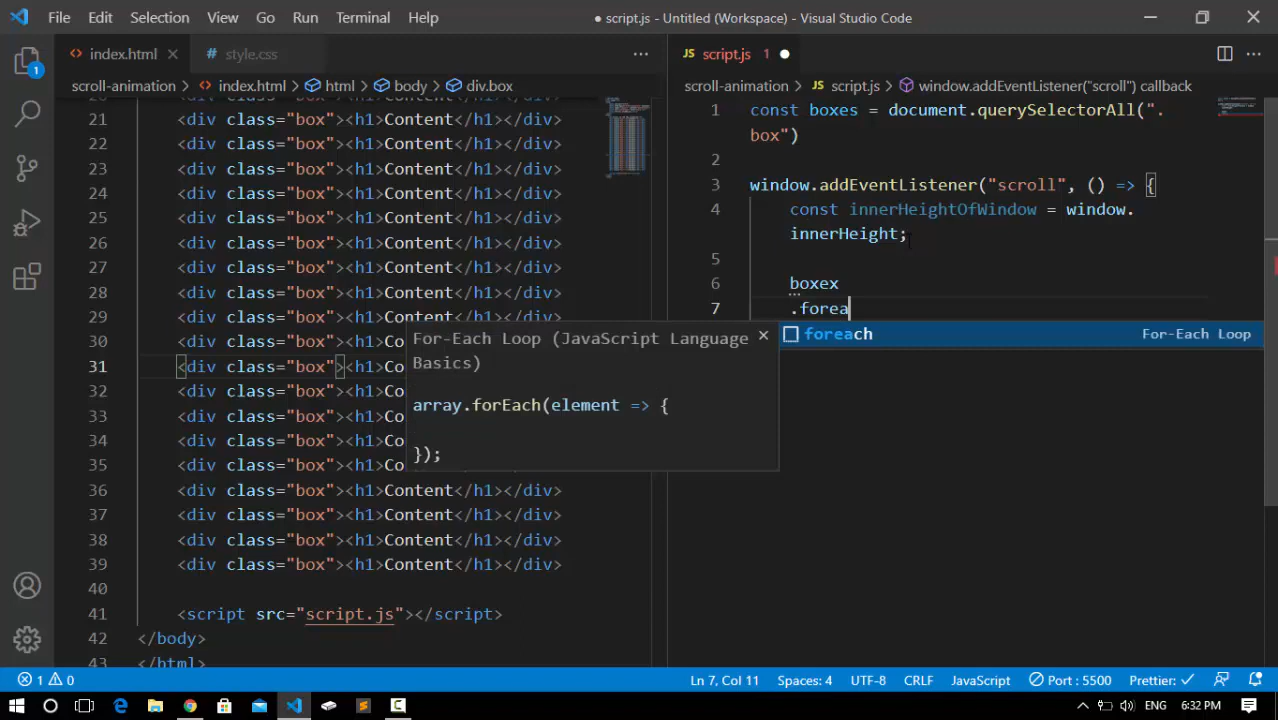 File Edit Selection View Go Run Terminal Help
● script.js - Untitled (Workspace) - Visual Studio Code
1
<> index.html ×
# style.css
···
scroll-animation > <> index.html > html > body > div.box
21 <div class="box"><h1>Content</h1></div>
22 <div class="box"><h1>Content</h1></div>
23 <div class="box"><h1>Content</h1></div>
24 <div class="box"><h1>Content</h1></div>
25 <div class="box"><h1>Content</h1></div>
26 <div class="box"><h1>Content</h1></div>
27 <div class="box"><h1>Content</h1></div>
28 <div class="box"><h1>Content</h1></div>
29 <div class="box"><h1>Content</h1></div>
30 <div class="box"><h1>Co
31 <div class="box"><h1>Co
32 <div class="box"><h1>Co
33 <div class="box"><h1>Co
34 <div class="box"><h1>Co
35 <div class="box"><h1>Co
36 <div class="box"><h1>Content</h1></div>
37 <div class="box"><h1>Content</h1></div>
38 <div class="box"><h1>Content</h1></div>
39 <div class="box"><h1>Content</h1></div>
40
41 <script src="script.js"></script>
42 </body>
43 </html>
JS script.js 1 ●
···
scroll-animation > JS script.js > window.addEventListener("scroll") callback
1 const boxes = document.querySelectorAll(".
box")
2
3 window.addEventListener("scroll", () => {
4 const innerHeightOfWindow = window.
innerHeight;
5
6 boxex
7 .forea
foreach For-Each Loop
For-Each Loop (JavaScript Language ×
Basics)
array.forEach(element => {
});
1 0
Ln 7, Col 11 Spaces: 4 UTF-8 CRLF JavaScript Port : 5500 Prettier: ✓
ENG 6:32 PM